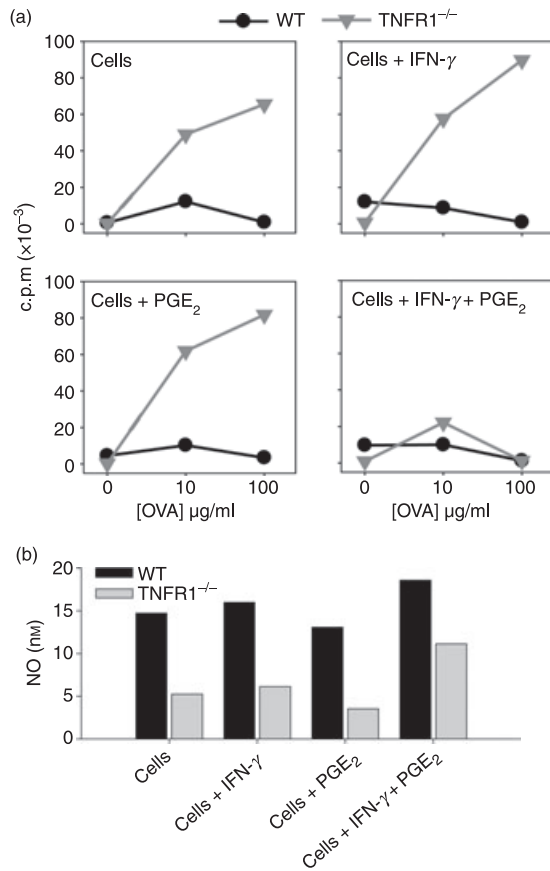 (a)
WT TNFR1−/−
Cells
Cells + IFN-γ
80
60
40
20
0
Cells + PGE2
Cells + IFN-γ + PGE2
80
60
40
20
0
c.p.m (×10−3)
0 10 100
0 10 100
[OVA] µg/ml
[OVA] µg/ml
(b)
WT
TNFR1−/−
20
15
10
5
0
NO (nM)
Cells
Cells + IFN-γ
Cells + PGE2
Cells + IFN-γ + PGE2